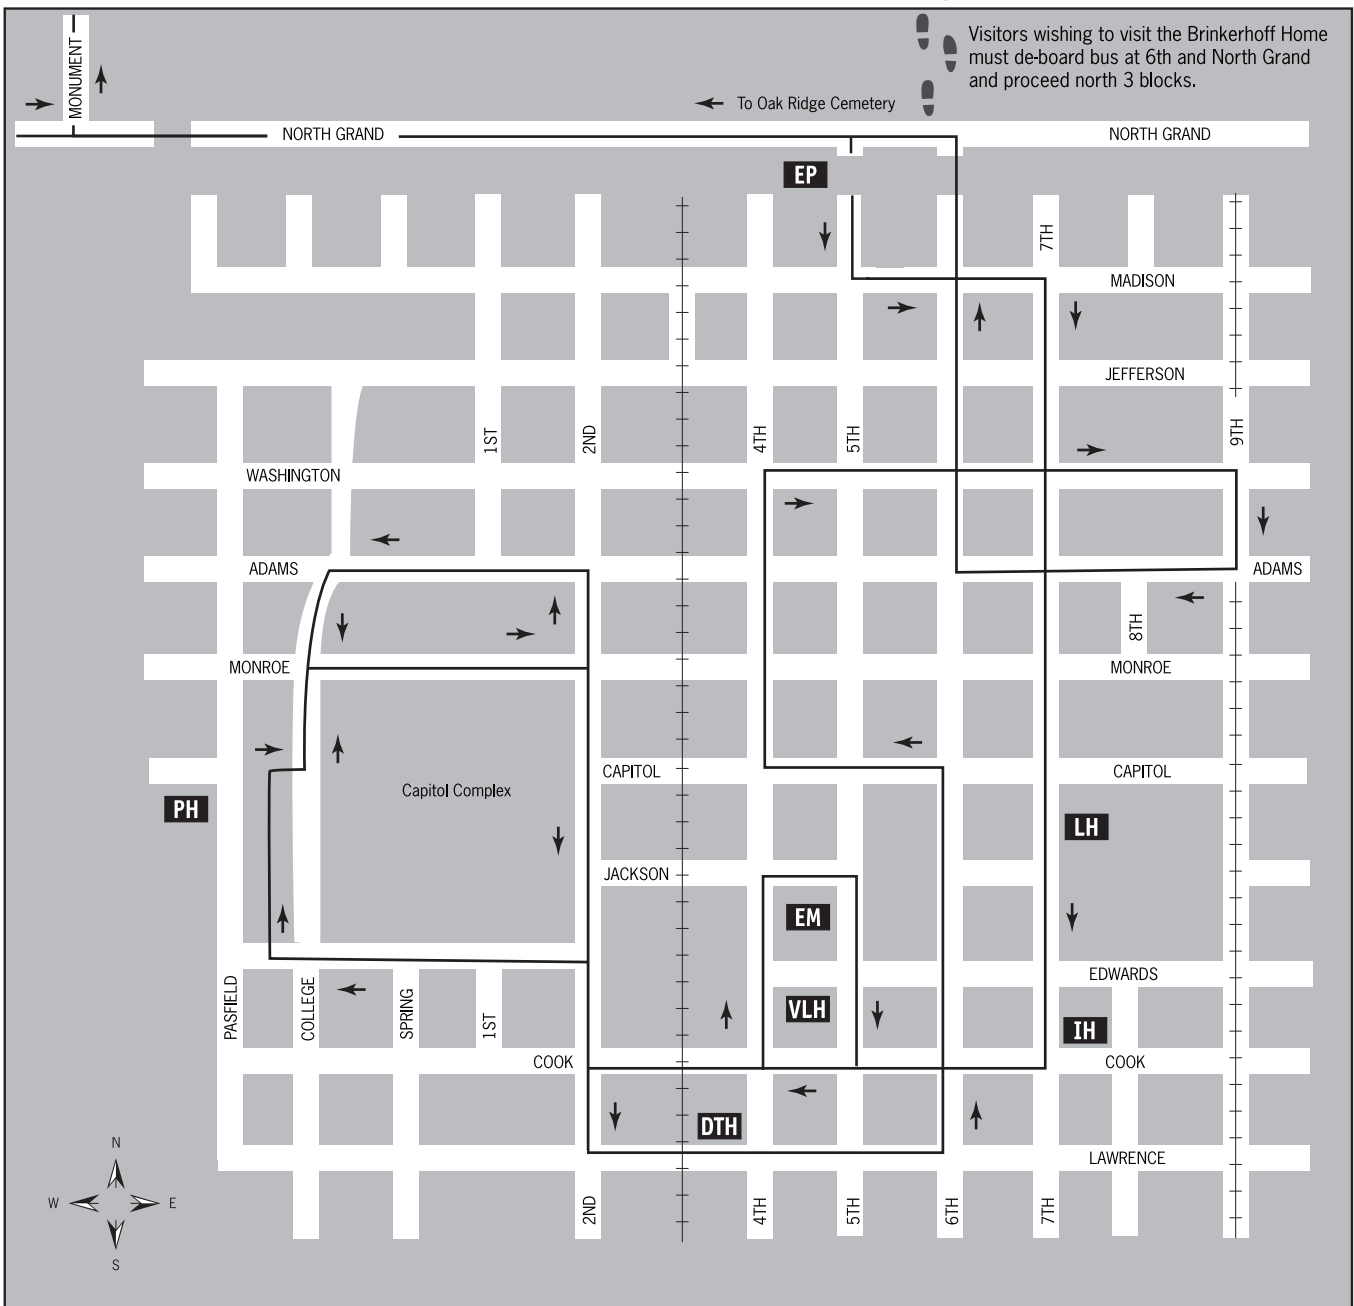 Visitors wishing to visit the Brinkerhoff Home
must de-board bus at 6th and North Grand
and proceed north 3 blocks.
MONUMENT
To Oak Ridge Cemetery
NORTH GRAND
NORTH GRAND
EP
7TH
MADISON
JEFFERSON
1ST
2ND
4TH
5TH
9TH
WASHINGTON
ADAMS
ADAMS
8TH
MONROE
MONROE
CAPITOL
CAPITOL
Capitol Complex
PH
LH
JACKSON
EM
EDWARDS
PASFIELD
COLLEGE
SPRING
1ST
VLH
IH
COOK
COOK
DTH
LAWRENCE
N
W
E
S
2ND
4TH
5TH
6TH
7TH